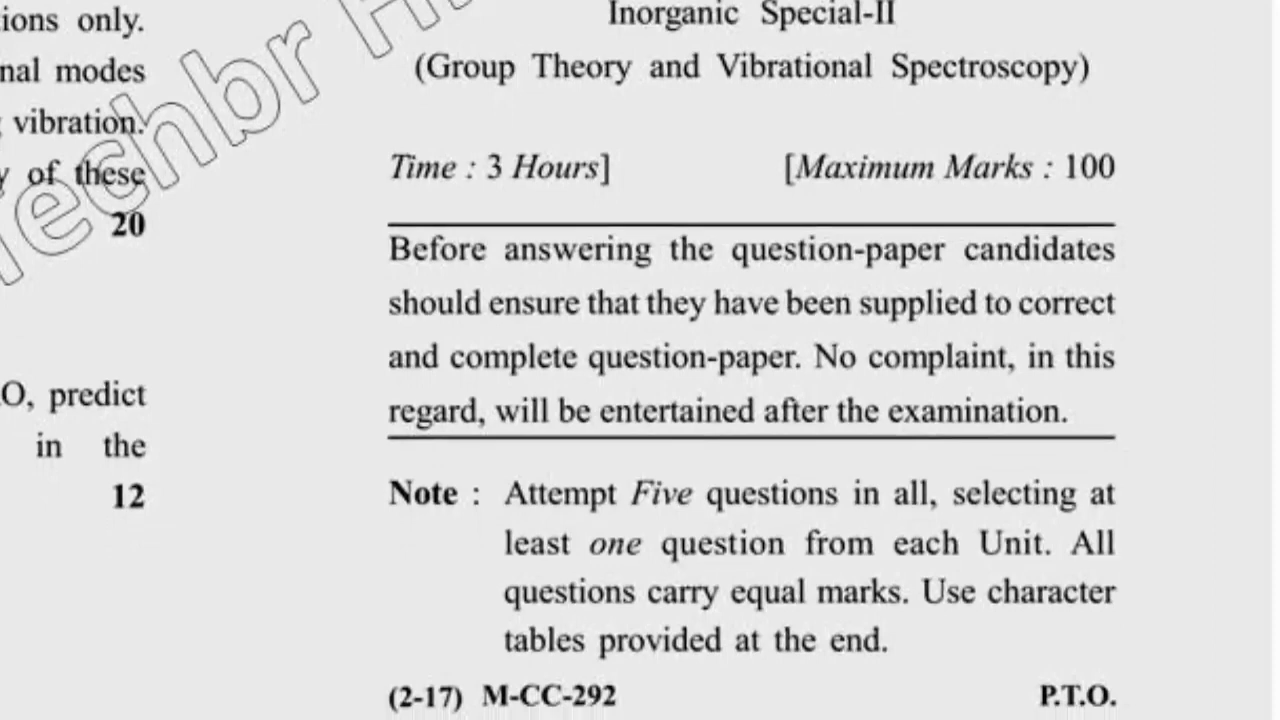 ions only.
nal modes
vibration.
of these
20
O, predict
in the
12
Inorganic Special-II
(Group Theory and Vibrational Spectroscopy)
Time : 3 Hours]
[Maximum Marks : 100
Before answering the question-paper candidates
should ensure that they have been supplied to correct
and complete question-paper. No complaint, in this
regard, will be entertained after the examination.
Note : Attempt Five questions in all, selecting at
least one question from each Unit. All
questions carry equal marks. Use character
tables provided at the end.
(2-17) M-CC-292
P.T.O.
Techbr